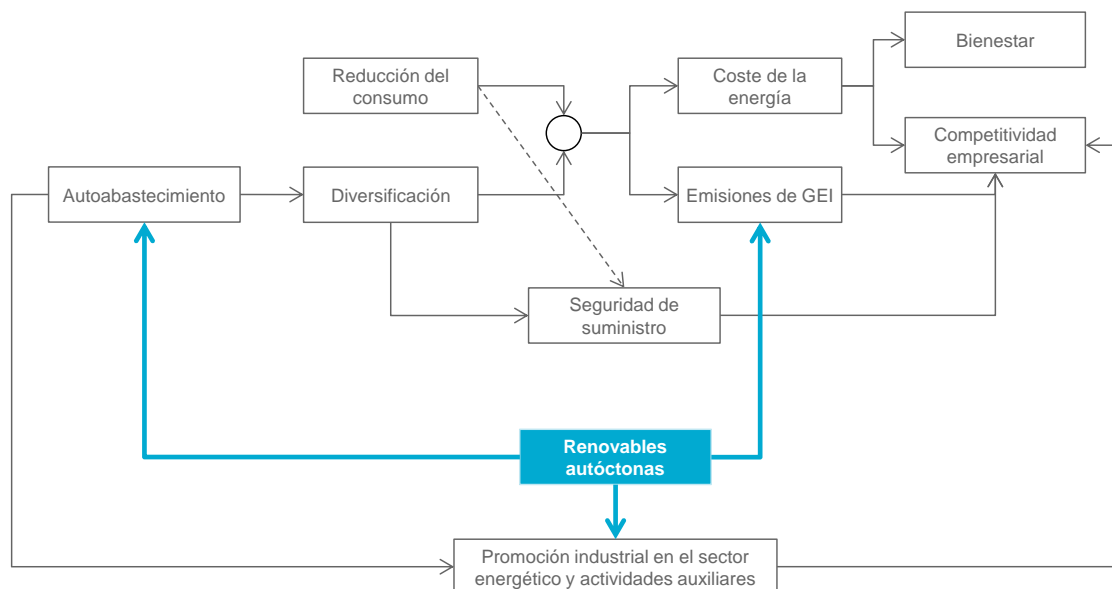 Bienestar
Reducción del
consumo
Coste de la
energía
Competitividad
empresarial
Autoabastecimiento
Diversificación
Emisiones de GEI
Seguridad de
suministro
Renovables
autóctonas
Promoción industrial en el sector
energético y actividades auxiliares